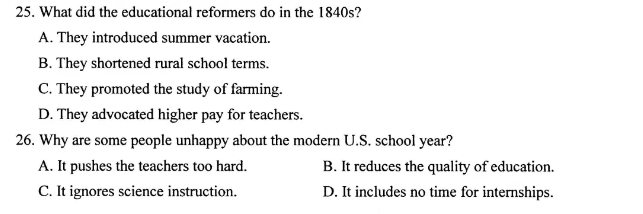 25. What did the educational reformers do in the 1840s?
A. They introduced summer vacation.
B. They shortened rural school terms.
C. They promoted the study of farming.
D. They advocated higher pay for teachers.
26. Why are some people unhappy about the modern U.S. school year?
A. It pushes the teachers too hard. B. It reduces the quality of education.
C. It ignores science instruction. D. It includes no time for internships.